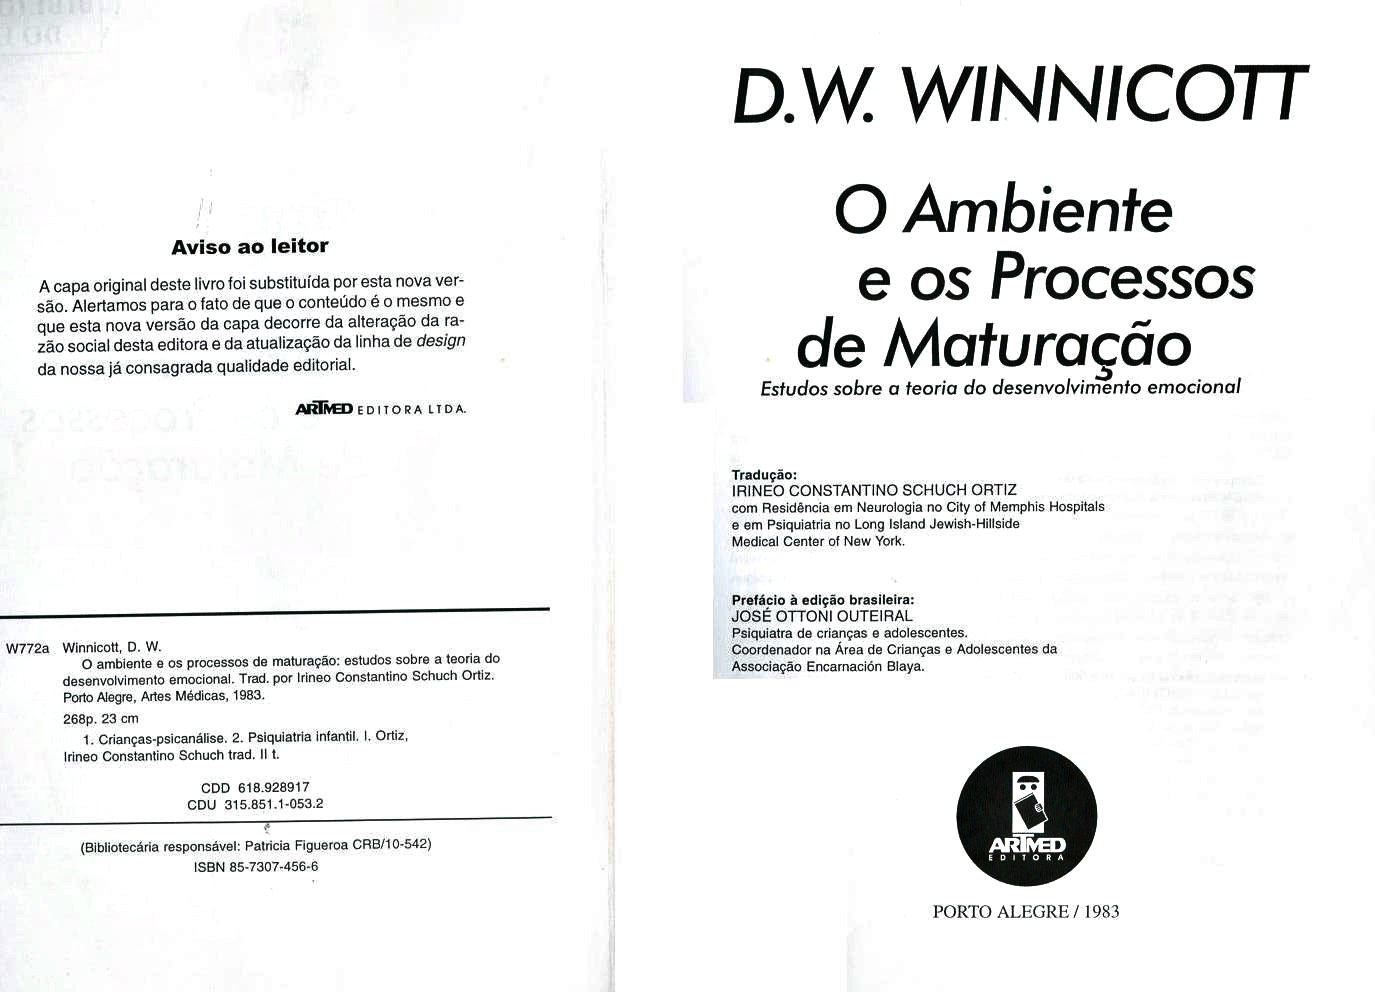 Aviso ao leitor
A capa original deste livro foi substituída por esta nova ver-
são. Alertamos para o fato de que o conteúdo é o mesmo e
que esta nova versão da capa decorre da alteração da ra-
zão social desta editora e da atualização da linha de design
da nossa já consagrada qualidade editorial.
ARTMED EDITORA LTDA.
W772a Winnicott, D. W.
O ambiente e os processos de maturação: estudos sobre a teoria do
desenvolvimento emocional. Trad. por Irineo Constantino Schuch Ortiz.
Porto Alegre, Artes Médicas, 1983.
268p. 23 cm
1. Crianças-psicanálise. 2. Psiquiatria infantil. I. Ortiz,
Irineo Constantino Schuch trad. II t.
CDD 618.928917
CDU 315.851.1-053.2
(Bibliotecária responsável: Patricia Figueroa CRB/10-542)
ISBN 85-7307-456-6
D.W. WINNICOTT
O Ambiente
e os Processos
de Maturação
Estudos sobre a teoria do desenvolvimento emocional
Tradução:
IRINEO CONSTANTINO SCHUCH ORTIZ
com Residência em Neurologia no City of Memphis Hospitals
e em Psiquiatria no Long Island Jewish-Hillside
Medical Center of New York.
Prefácio à edição brasileira:
JOSÉ OTTONI OUTEIRAL
Psiquiatra de crianças e adolescentes.
Coordenador na Área de Crianças e Adolescentes da
Associação Encarnación Blaya.
ARTMED
EDITORA
PORTO ALEGRE / 1983